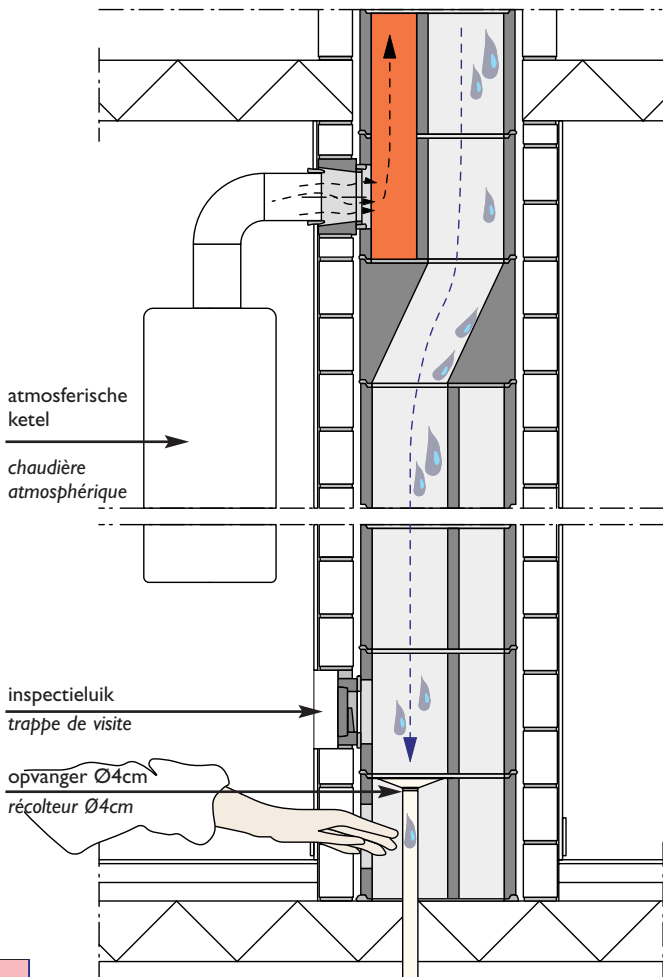 atmosferische
ketel
chaudière
atmosphérique
inspectieluik
trappe de visite
opvanger Ø4cm
récolteur Ø4cm